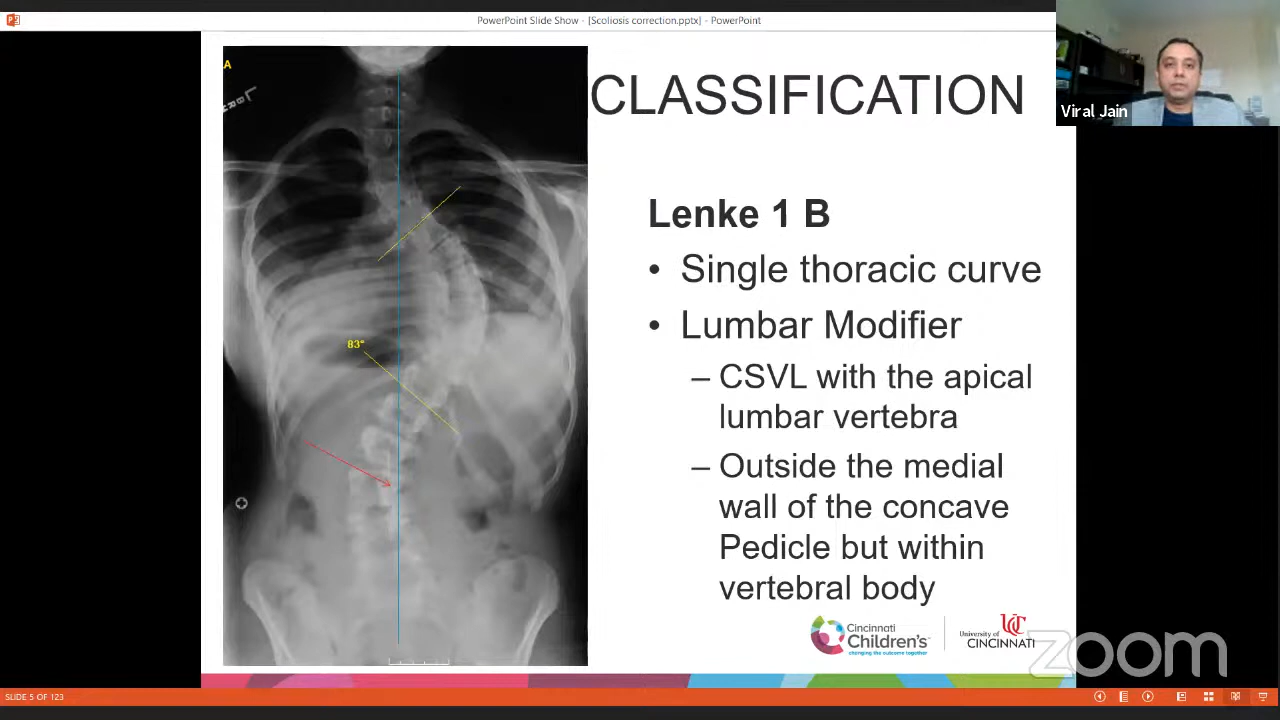 PowerPoint Slide Show - [Scoliosis correction.pptx] - PowerPoint
A
CLASSIFICATION
Viral Jain
Lenke 1 B
• Single thoracic curve
• Lumbar Modifier
– CSVL with the apical
lumbar vertebra
– Outside the medial
wall of the concave
Pedicle but within
vertebral body
83°
Cincinnati
Children's
changing the outcome together
University of
CINCINNATI
zoom
SLIDE 5 OF 123